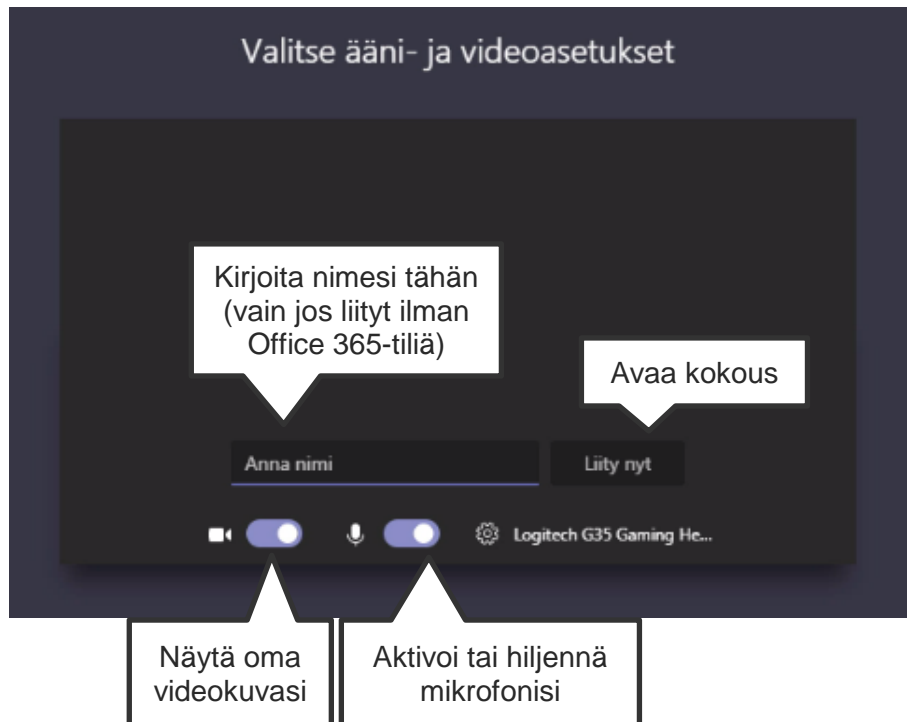 Valitse ääni- ja videoasetukset
Kirjoita nimesi tähän
(vain jos liityt ilman
Office 365-tiliä)
Avaa kokous
Anna nimi
Liity nyt
Logitech G35 Gaming He...
Näytä oma
videokuvasi
Aktivoi tai hiljennä
mikrofonisi